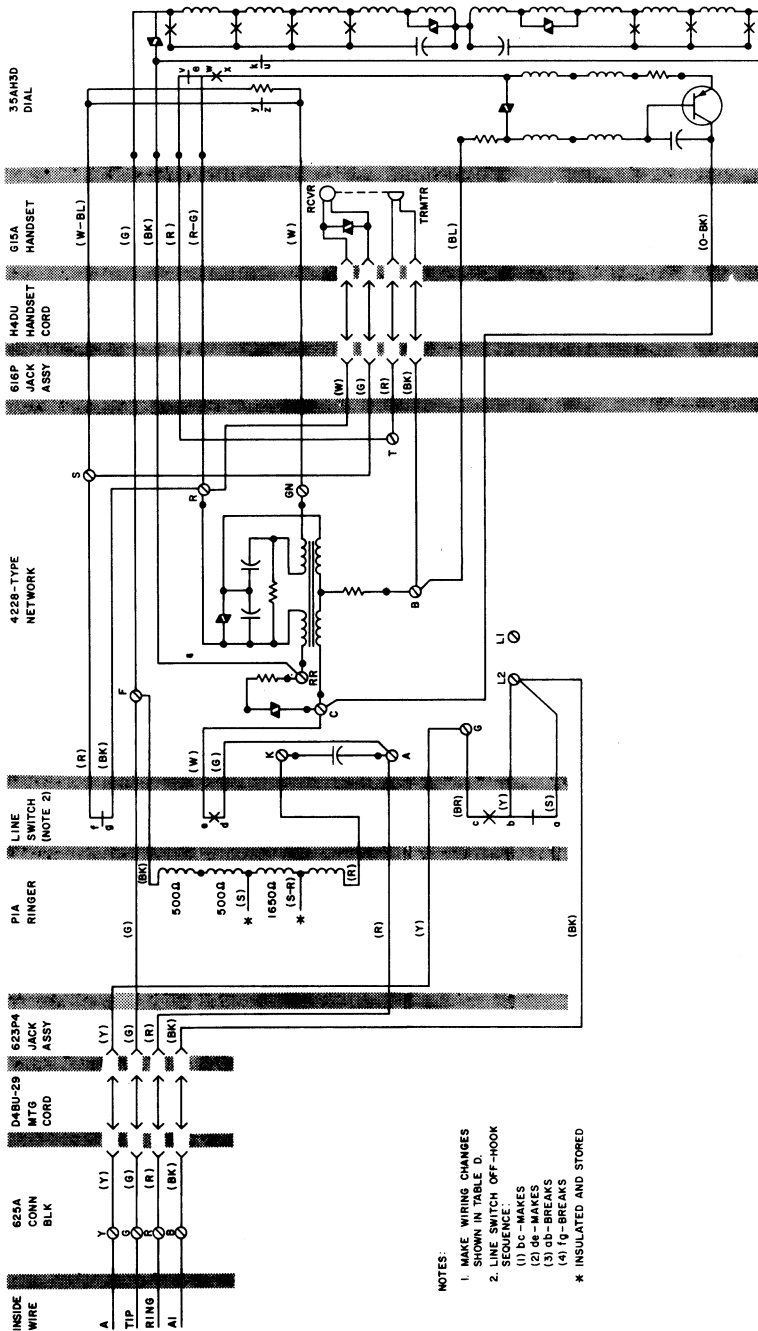 INSIDE
WIRE
625A
CONN
BLK
D4BU-29
MTG
CORD
623P4
JACK
ASSY
P1A
RINGER
LINE
SWITCH
(NOTE 2)
4228-TYPE
NETWORK
616P
JACK
ASSY
H4DU
HANDSET
CORD
G15A
HANDSET
35AH3D
DIAL
A
TIP
RING
A1
Y
G
R
B
(Y)
(G)
(R)
(BK)
(Y)
(G)
(R)
(BK)
(G)
(BK)
500Ω
500Ω
(S)
*
1650Ω
(S-R)
*
(R)
(R)
(Y)
(BK)
(R)
f
g
(BK)
(W)
e
d
(G)
(BR)
c
(Y)
b
(S)
a
F
S
R
GN
RR
C
K
A
G
L2
L1
B
T
(W)
(G)
(R)
(BK)
(W-BL)
(G)
(BK)
(R)
(R-G)
(W)
RCVR
TRMTR
(BL)
(O-BK)
v
e
w
x
y
z
k
u
NOTES:
1. MAKE WIRING CHANGES
SHOWN IN TABLE D.
2. LINE SWITCH OFF-HOOK
SEQUENCE:
(1) bc-MAKES
(2) de-MAKES
(3) ab-BREAKS
(4) fg-BREAKS
* INSULATED AND STORED